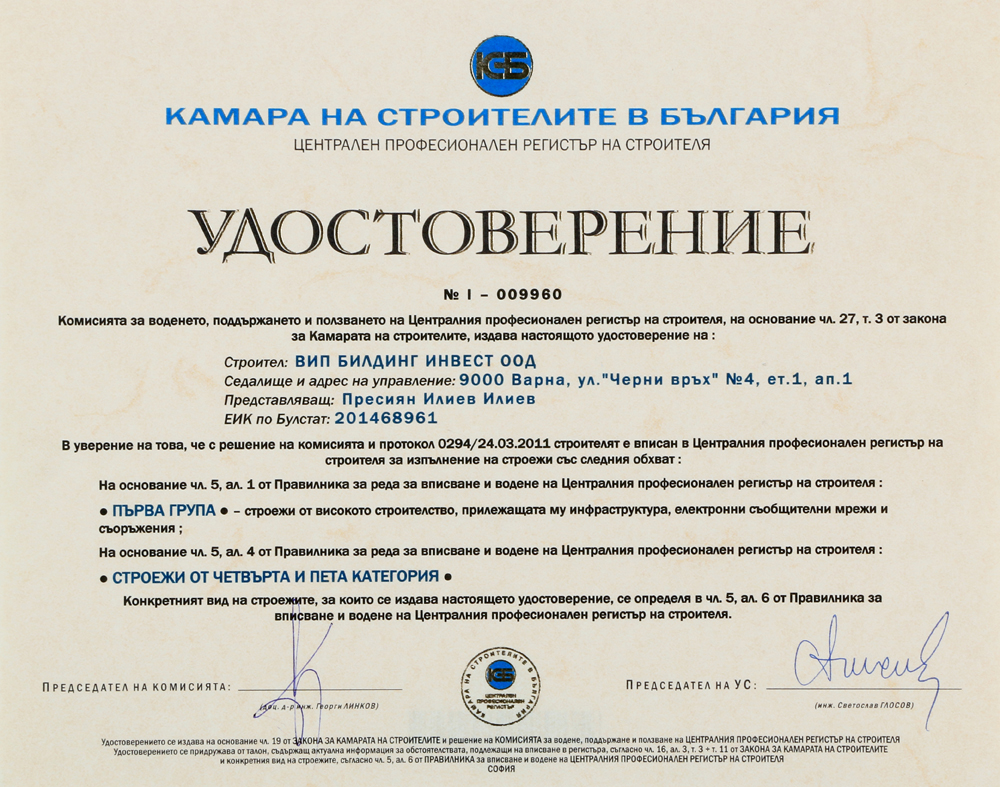 КСБ
КАМАРА НА СТРОИТЕЛИТЕ В БЪЛГАРИЯ
ЦЕНТРАЛЕН ПРОФЕСИОНАЛЕН РЕГИСТЪР НА СТРОИТЕЛЯ
УДОСТОВЕРЕНИЕ
№ I – 009960
Комисията за воденето, поддържането и ползването на Централния професионален регистър на строителя, на основание чл. 27, т. 3 от закона
за Камарата на строителите, издава настоящото удостоверение на :
Строител: ВИП БИЛДИНГ ИНВЕСТ ООД
Седалище и адрес на управление: 9000 Варна, ул."Черни връх" №4, ет.1, ап.1
Представляващ: Пресиян Илиев Илиев
ЕИК по Булстат: 201468961
В уверение на това, че с решение на комисията и протокол 0294/24.03.2011 строителят е вписан в Централния професионален регистър на
строителя за изпълнение на строежи със следния обхват :
На основание чл. 5, ал. 1 от Правилника за реда за вписване и водене на Централния професионален регистър на строителя :
● ПЪРВА ГРУПА ● – строежи от високото строителство, прилежащата му инфраструктура, електронни съобщителни мрежи и
съоръжения ;
На основание чл. 5, ал. 4 от Правилника за реда за вписване и водене на Централния професионален регистър на строителя :
● СТРОЕЖИ ОТ ЧЕТВЪРТА И ПЕТА КАТЕГОРИЯ ●
Конкретният вид на строежите, за които се издава настоящото удостоверение, се определя в чл. 5, ал. 6 от Правилника за
вписване и водене на Централния професионален регистър на строителя.
КАМАРА НА СТРОИТЕЛИТЕ В БЪЛГАРИЯ
КСБ
ЦЕНТРАЛЕН
ПРОФЕСИОНАЛЕН
РЕГИСТЪР
ПРЕДСЕДАТЕЛ НА КОМИСИЯТА:
(доц. д-р инж. Георги ЛИНКОВ)
ПРЕДСЕДАТЕЛ НА УС:
(инж. Светослав ГЛОСОВ)
Удостоверението се издава на основание чл. 19 от ЗАКОНА ЗА КАМАРАТА НА СТРОИТЕЛИТЕ и решение на КОМИСИЯТА за водене, поддържане и ползване на ЦЕНТРАЛНИЯ ПРОФЕСИОНАЛЕН РЕГИСТЪР НА СТРОИТЕЛЯ
Удостоверението се придружава от талон, съдържащ актуална информация за обстоятелствата, подлежащи на вписване в регистъра, съгласно чл. 16, ал. 3, т. 3 ÷ т. 11 от ЗАКОНА ЗА КАМАРАТА НА СТРОИТЕЛИТЕ
и конкретния вид на строежите, съгласно чл. 5, ал. 6 от ПРАВИЛНИКА за вписване и водене на ЦЕНТРАЛНИЯ ПРОФЕСИОНАЛЕН РЕГИСТЪР НА СТРОИТЕЛЯ
СОФИЯ